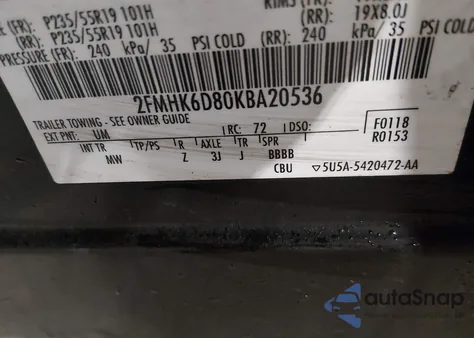 (FR): P235/55R19 101H RIMS (FR):
(RR): P235/55R19 101H (RR): 19X8.0J
PRESSURE (FR): 240 kPa/ 35 PSI COLD (RR): 240 kPa/ 35
PSI COLD
2FMHK6D80KBA20536
TRAILER TOWING - SEE OWNER GUIDE
EXT PNT: UM RC: 72 DSO: F0118
R0153
INT TR TP/PS R AXLE TR SPR
MW Z 3J J BBBB
CBU ▽5U5A-5420472-AA
autoSnap